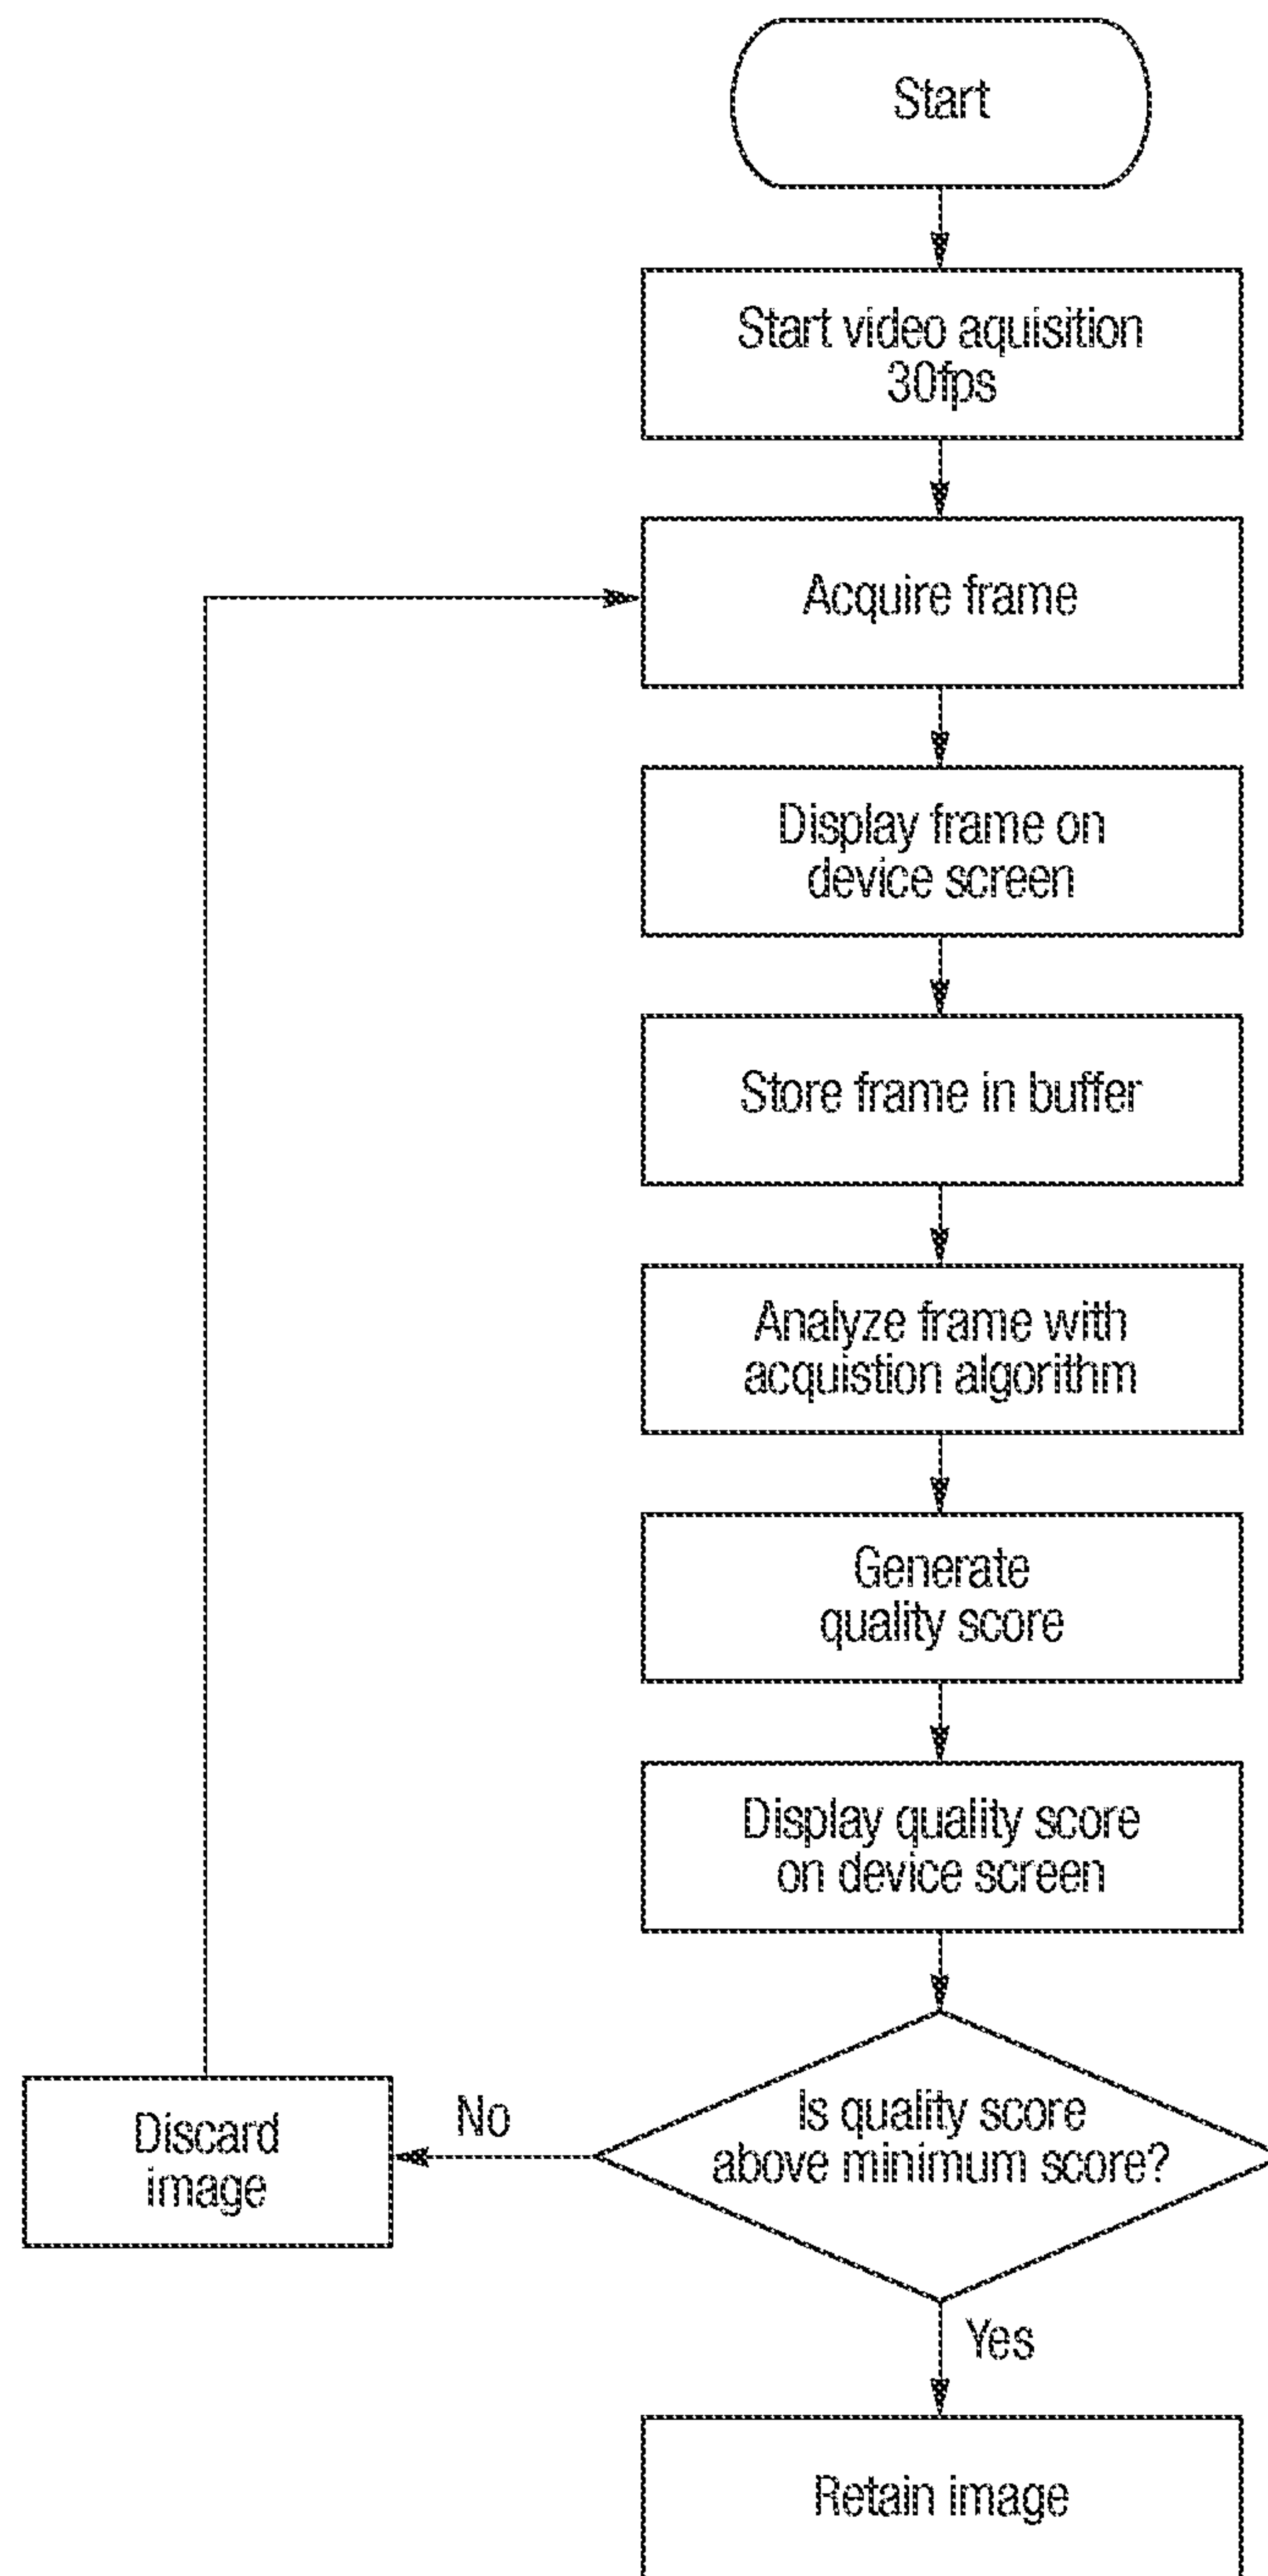 Start
Start video aquisition
30fps
Acquire frame
Display frame on
device screen
Store frame in buffer
Analyze frame with
acquistion algorithm
Generate
quality score
Display quality score
on device screen
Is quality score
above minimum score?
No
Discard
image
Yes
Retain image